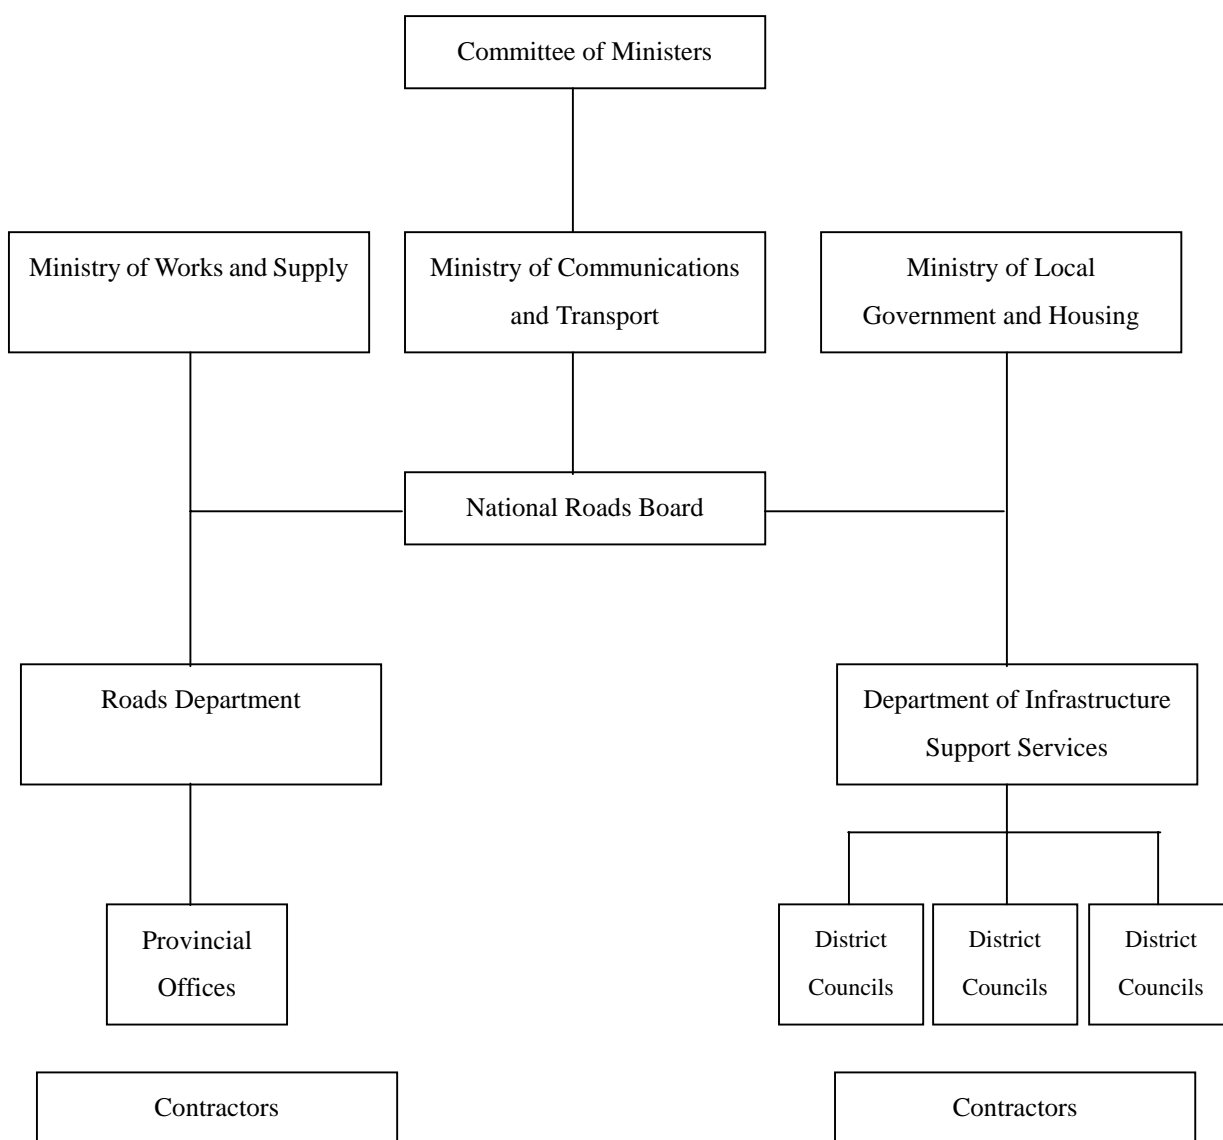 Committee of Ministers
Ministry of Works and Supply
Ministry of Communications
and Transport
Ministry of Local
Government and Housing
National Roads Board
Roads Department
Department of Infrastructure
Support Services
Provincial
Offices
District
Councils
District
Councils
District
Councils
Contractors
Contractors